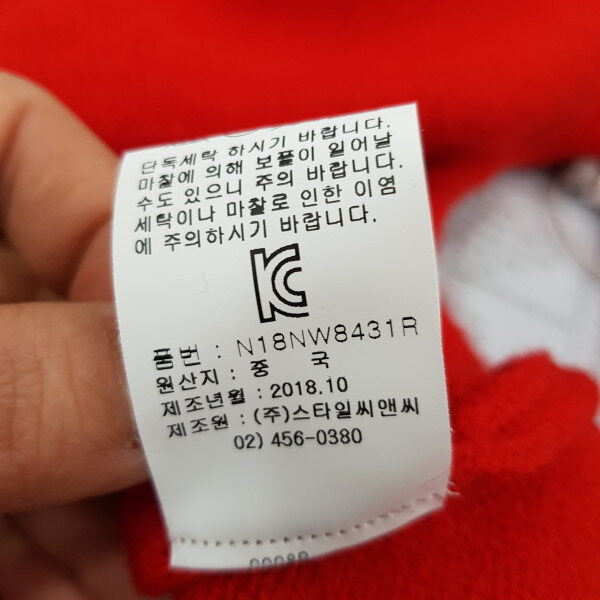 단독세탁 하시기 바랍니다.
마찰에 의해 보풀이 일어날
수도 있으니 주의 바랍니다.
세탁이나 마찰로 인한 이염
에 주의하시기 바랍니다.
KC
품번 : N18NW8431R
원산지 : 중 국
제조년월 : 2018.10
제조원 : (주)스타일씨앤씨
02) 456-0380